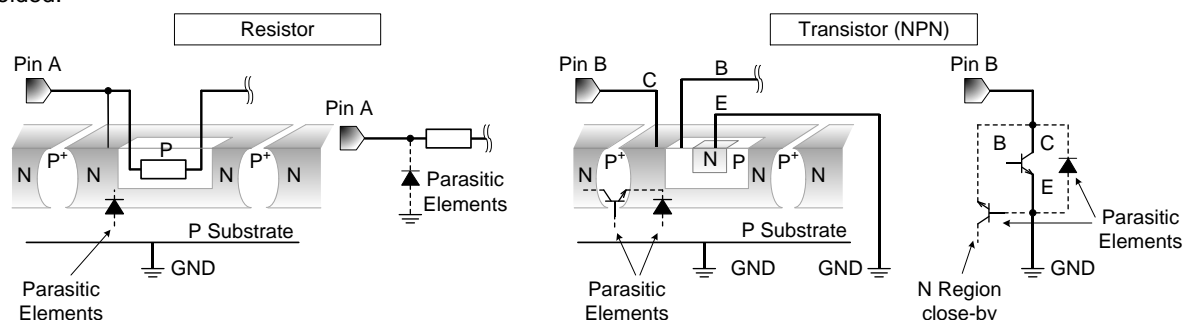 Resistor
Transistor (NPN)
Pin A
Pin A
P
N
P+
N
N
P+
N
Parasitic
Elements
P Substrate
GND
Parasitic
Elements
Pin B
C
B
E
N
P+
N
N
P
P+
N
P Substrate
GND
GND
Parasitic
Elements
Pin B
B
C
E
Parasitic
Elements
GND
N Region
close-by